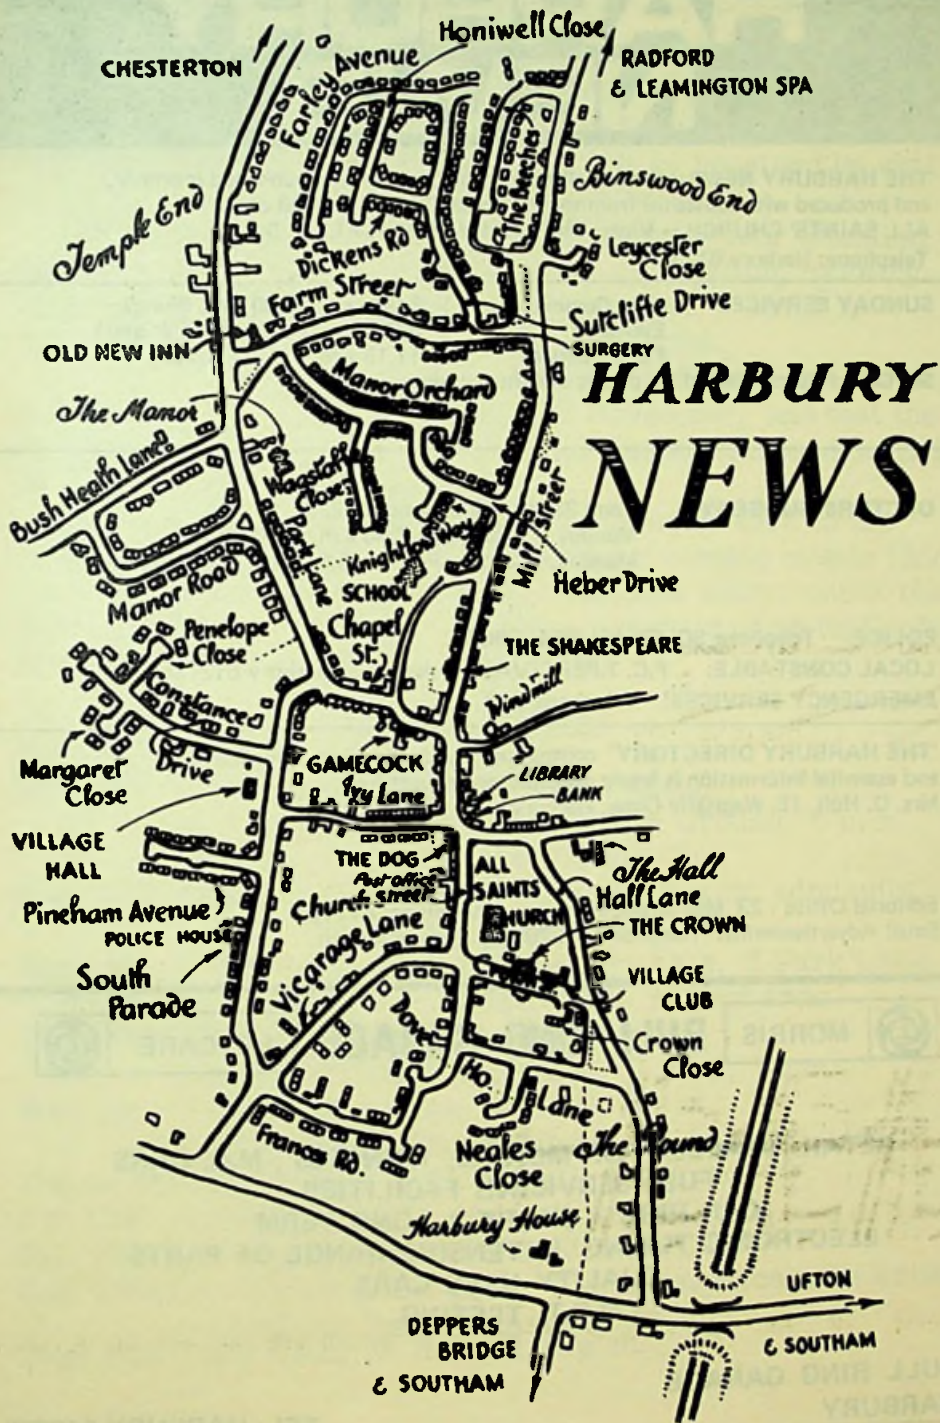 Honiwell Close
CHESTERTON
RADFORD
& LEAMINGTON SPA
Farley Avenue
The Beeches
Binswood End
Temple End
Leycester
Close
Dickens Rd
Farm Street
Sutcliffe Drive
OLD NEW INN
SURGERY
HARBURY
NEWS
Manor Orchard
The Manor
Bush Heath Lane
Wagstaff
Close
Mill Street
Park Lane
Knightlow Way
Heber Drive
SCHOOL
Manor Road
Chapel
St.
Penelope
Close
THE SHAKESPEARE
Windmill
Constance
Drive
Margaret
Close
GAMECOCK
Ivy Lane
LIBRARY
BANK
VILLAGE
HALL
THE DOG
Post office
Church Street
ALL
SAINTS
CHURCH
The Hall
Hall Lane
Pineham Avenue
POLICE HOUSE
THE CROWN
Vicarage Lane
South
Parade
VILLAGE
CLUB
Dovehouse Lane
Crown
Close
Frances Rd.
Neales
Close
The Pound
Harbury House
UFTON
& SOUTHAM
DEPPERS
BRIDGE
& SOUTHAM